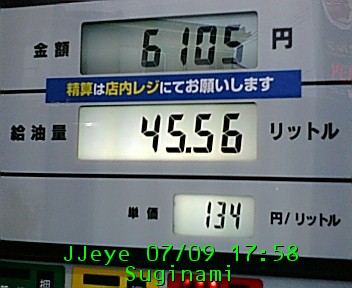 金額 6105 円
精算は店内レジにてお願いします
給油量 45.56 リットル
単価 134 円/リットル
JJeye 07/09 17:58
Suginami